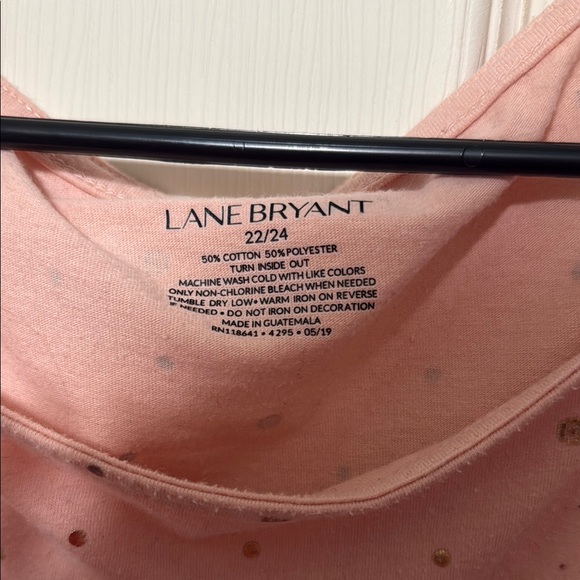 LANE BRYANT
22/24
50% COTTON 50% POLYESTER
TURN INSIDE OUT
MACHINE WASH COLD WITH LIKE COLORS
ONLY NON-CHLORINE BLEACH WHEN NEEDED
TUMBLE DRY LOW • WARM IRON ON REVERSE
IF NEEDED • DO NOT IRON ON DECORATION
MADE IN GUATEMALA
RN118641 • 4295 • 05/19